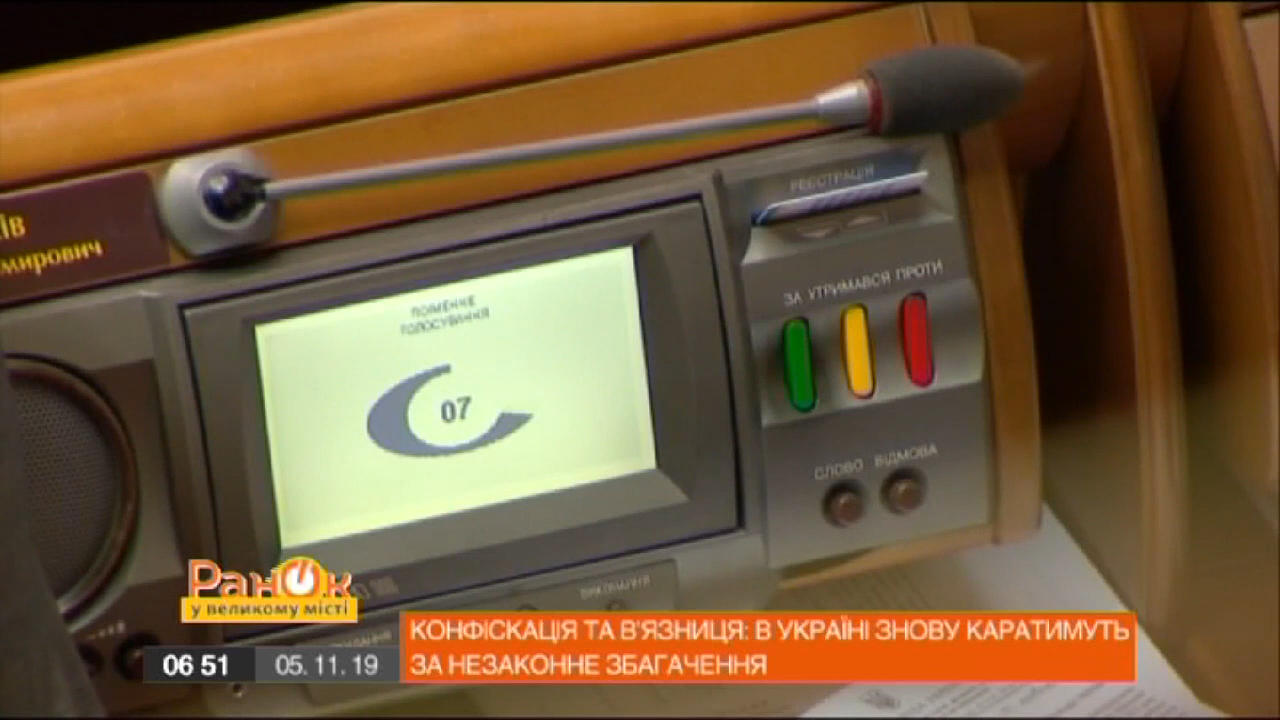 РЕЄСТРАЦІЯ
ЇВ
мирович
ЗА УТРИМАВСЯ ПРОТИ
ПОІМЕННЕ
ГОЛОСУВАННЯ
07
СЛОВО ВІДМОВА
РанОк
у великому місті
06 51
05. 11. 19
КОНФІСКАЦІЯ ТА В'ЯЗНИЦЯ: В УКРАЇНІ ЗНОВУ КАРАТИМУТЬ
ЗА НЕЗАКОННЕ ЗБАГАЧЕННЯ